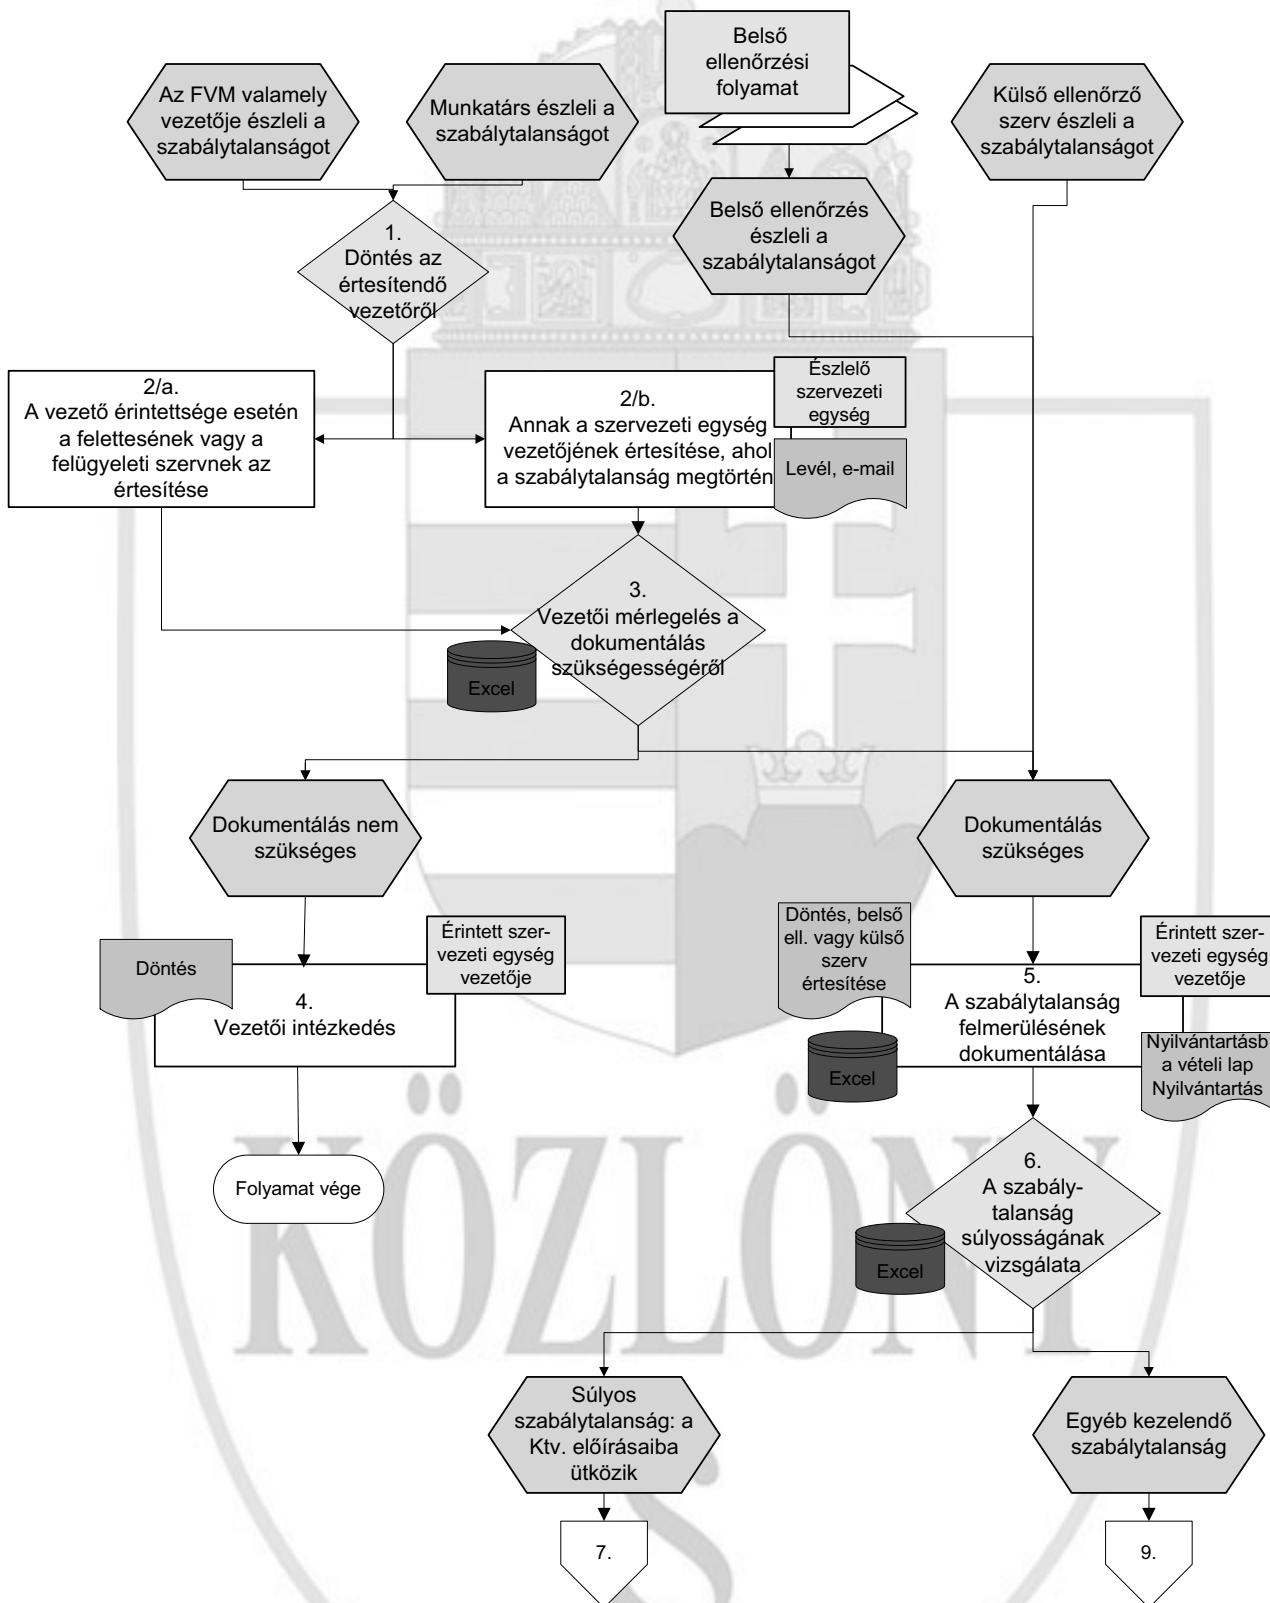 Belső
ellenőrzési
folyamat
Az FVM valamely
vezetője észleli a
szabálytalanságot
Munkatárs észleli a
szabálytalanságot
Külső ellenőrző
szerv észleli a
szabálytalanságot
Belső ellenőrzés
észleli a
szabálytalanságot
1.
Döntés az
értesítendő
vezetőről
2/a.
A vezető érintettsége esetén
a felettesének vagy a
felügyeleti szervnek az
értesítése
2/b.
Annak a szervezeti egység
vezetőjének értesítése, ahol
a szabálytalanság megtörtén
Észlelő
szervezeti
egység
Levél, e-mail
3.
Vezetői mérlegelés a
dokumentálás
szükségességéről
Excel
Dokumentálás nem
szükséges
Dokumentálás
szükséges
Döntés
Érintett szer-
vezeti egység
vezetője
4.
Vezetői intézkedés
Döntés, belső
ell. vagy külső
szerv
értesítése
Érintett szer-
vezeti egység
vezetője
5.
A szabálytalanság
felmerülésének
dokumentálása
Excel
Nyilvántartásb
a vételi lap
Nyilvántartás
Folyamat vége
6.
A szabály-
talanság
súlyosságának
vizsgálata
Excel
KÖZLÖNY
Súlyos
szabálytalanság: a
Ktv. előírásaiba
ütközik
Egyéb kezelendő
szabálytalanság
7.
9.